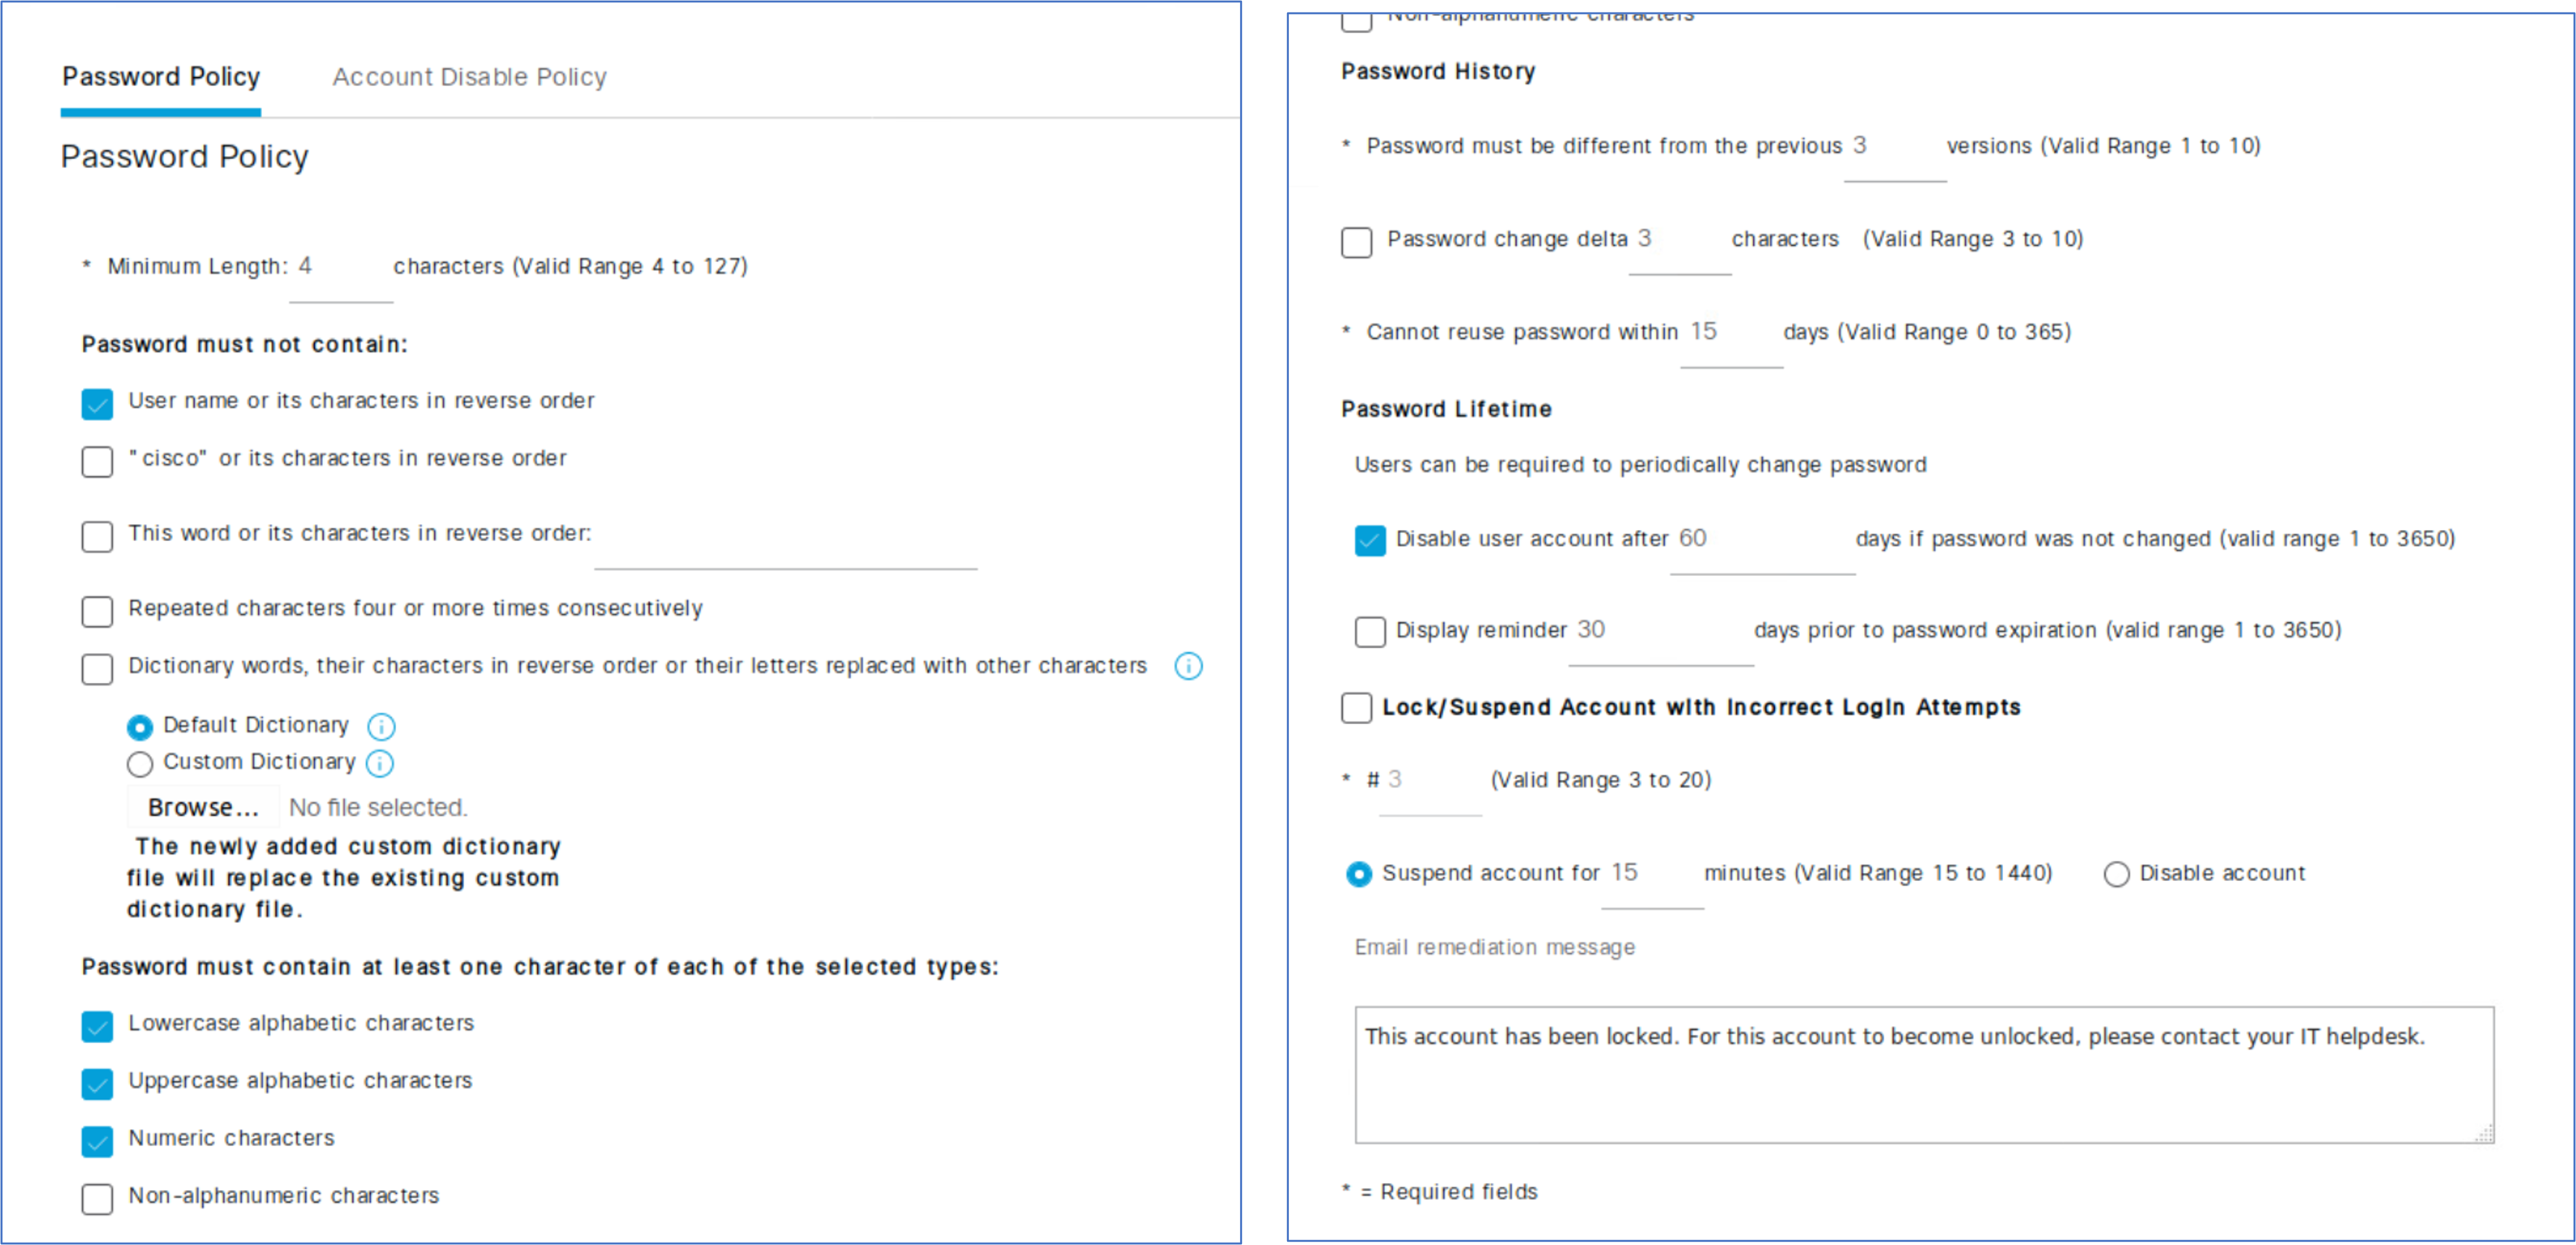 Password Policy
Account Disable Policy
Password Policy
* Minimum Length: 4 characters (Valid Range 4 to 127)
Password must not contain:
User name or its characters in reverse order
"cisco" or its characters in reverse order
This word or its characters in reverse order:
Repeated characters four or more times consecutively
Dictionary words, their characters in reverse order or their letters replaced with other characters
Default Dictionary
Custom Dictionary
Browse... No file selected.
The newly added custom dictionary
file will replace the existing custom
dictionary file.
Password must contain at least one character of each of the selected types:
Lowercase alphabetic characters
Uppercase alphabetic characters
Numeric characters
Non-alphanumeric characters
Non-alphanumeric characters
Password History
* Password must be different from the previous 3 versions (Valid Range 1 to 10)
Password change delta 3 characters (Valid Range 3 to 10)
* Cannot reuse password within 15 days (Valid Range 0 to 365)
Password Lifetime
Users can be required to periodically change password
Disable user account after 60 days if password was not changed (valid range 1 to 3650)
Display reminder 30 days prior to password expiration (valid range 1 to 3650)
Lock/Suspend Account with Incorrect Login Attempts
* # 3 (Valid Range 3 to 20)
Suspend account for 15 minutes (Valid Range 15 to 1440) Disable account
Email remediation message
This account has been locked. For this account to become unlocked, please contact your IT helpdesk.
* = Required fields